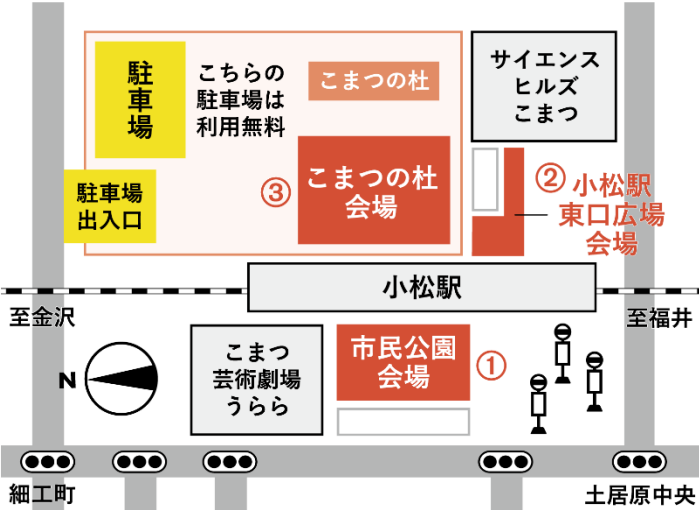 駐
車
場
こちらの
駐車場は
利用無料
こまつの杜
サイエンス
ヒルズ
こまつ
駐車場
出入口
③
こまつの杜
会場
②
小松駅
東口広場
会場
小松駅
至金沢
至福井
N
こまつ
芸術劇場
うらら
市民公園
会場
①
細工町
土居原中央